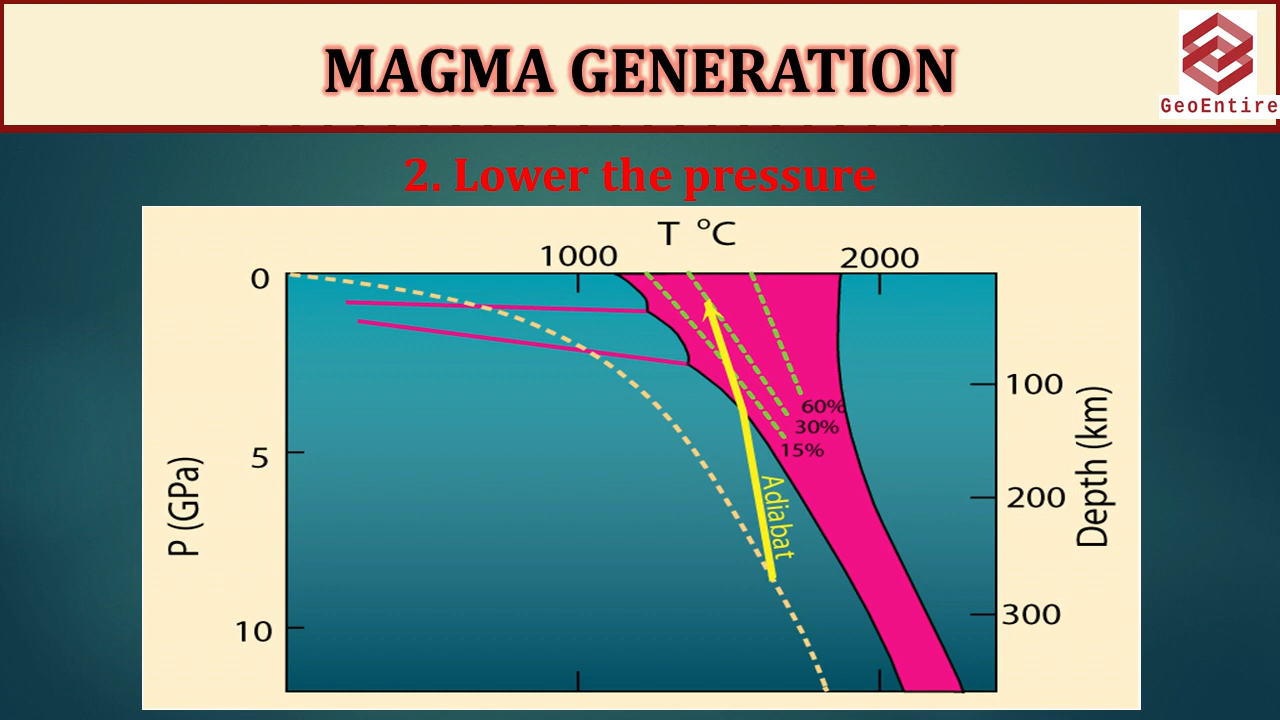 MAGMA GENERATION
GeoEntire
2. Lower the pressure
T °C
1000
2000
0
5
10
P (GPa)
100
200
300
Depth (km)
60%
30%
15%
Adiabat